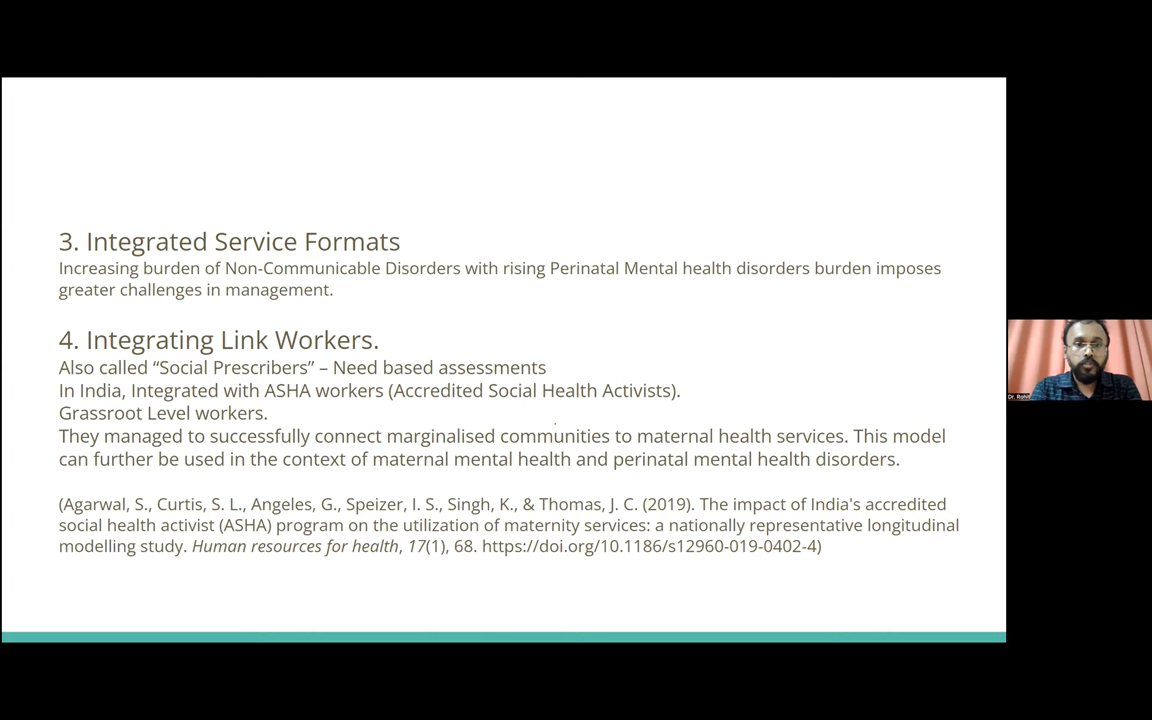 3. Integrated Service Formats
Increasing burden of Non-Communicable Disorders with rising Perinatal Mental health disorders burden imposes
greater challenges in management.
4. Integrating Link Workers.
Also called “Social Prescribers” – Need based assessments
In India, Integrated with ASHA workers (Accredited Social Health Activists).
Grassroot Level workers.
They managed to successfully connect marginalised communities to maternal health services. This model
can further be used in the context of maternal mental health and perinatal mental health disorders.
(Agarwal, S., Curtis, S. L., Angeles, G., Speizer, I. S., Singh, K., & Thomas, J. C. (2019). The impact of India's accredited
social health activist (ASHA) program on the utilization of maternity services: a nationally representative longitudinal
modelling study. Human resources for health, 17(1), 68. https://doi.org/10.1186/s12960-019-0402-4)
Dr. Rohit